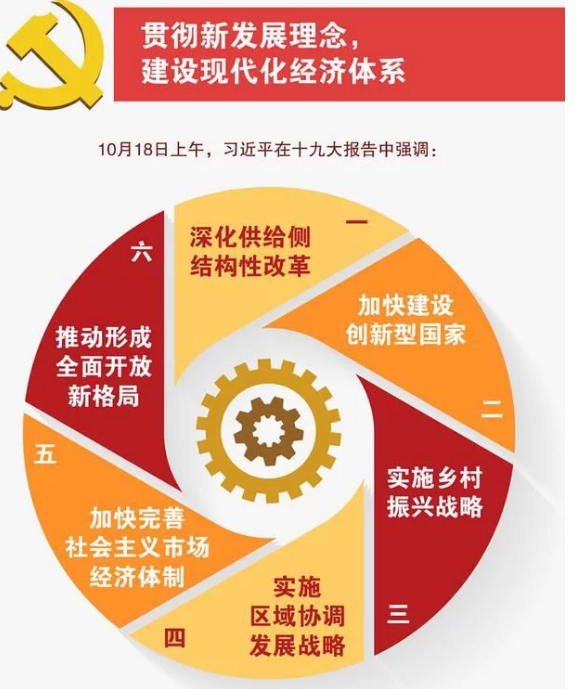 贯彻新发展理念，
建设现代化经济体系
10月18日上午，习近平在十九大报告中强调：
一
深化供给侧
结构性改革
二
加快建设
创新型国家
三
实施乡村
振兴战略
四
实施
区域协调
发展战略
五
加快完善
社会主义市场
经济体制
六
推动形成
全面开放
新格局